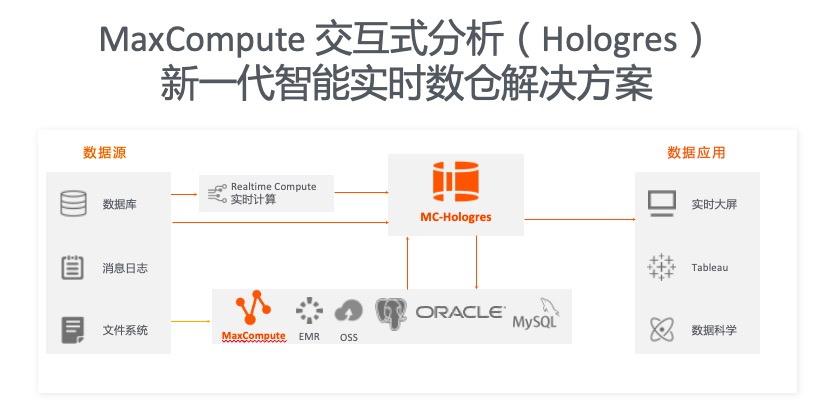 MaxCompute 交互式分析（Hologres）
新一代智能实时数仓解决方案
数据源
数据应用
数据库
消息日志
文件系统
Realtime Compute
实时计算
MC-Hologres
MaxCompute
EMR
OSS
ORACLE
MySQL
实时大屏
Tableau
数据科学